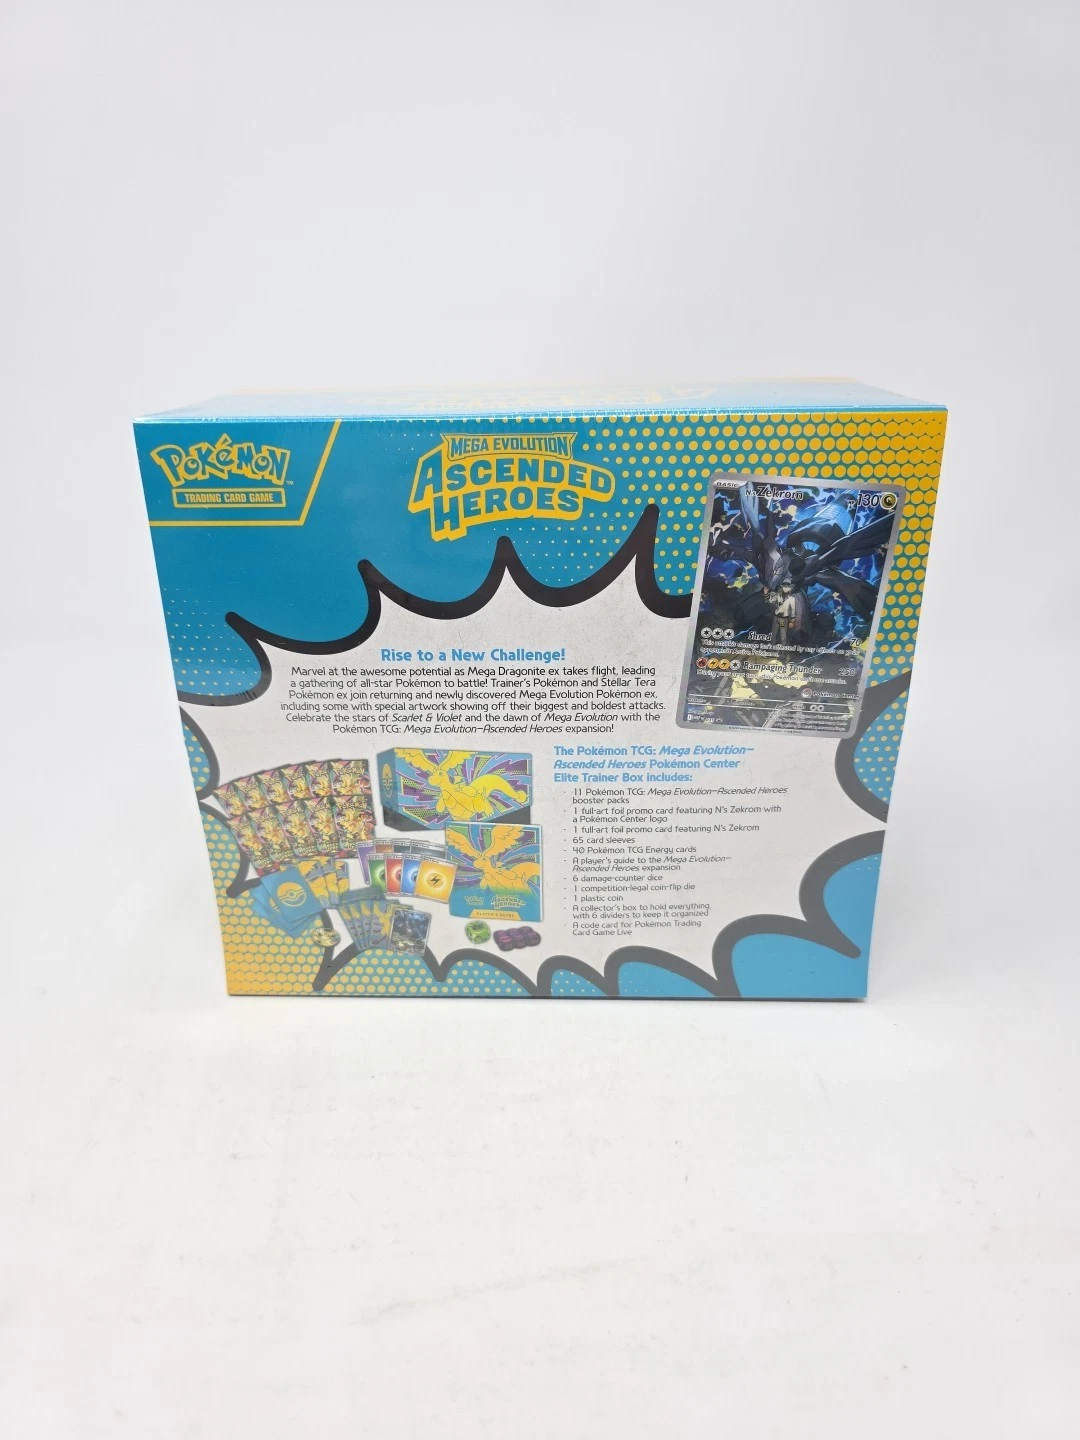 POKéMON
TRADING CARD GAME
MEGA EVOLUTION
ASCENDED
HEROES
BASIC
N's Zekrom
HP 130
Shred 70
Rampaging Thunder 250
Pokémon Center
Rise to a New Challenge!
Marvel at the awesome potential as Mega Dragonite ex takes flight, leading
a gathering of all-star Pokémon to battle! Trainer's Pokémon and Stellar Tera
Pokémon ex join returning and newly discovered Mega Evolution Pokémon ex,
including some with special artwork showing off their biggest and boldest attacks.
Celebrate the stars of Scarlet & Violet and the dawn of Mega Evolution with the
Pokémon TCG: Mega Evolution—Ascended Heroes expansion!
The Pokémon TCG: Mega Evolution—
Ascended Heroes Pokémon Center
Elite Trainer Box includes:
· 11 Pokémon TCG: Mega Evolution—Ascended Heroes
booster packs
· 1 full-art foil promo card featuring N's Zekrom with
a Pokémon Center logo
· 1 full-art foil promo card featuring N's Zekrom
· 65 card sleeves
· 40 Pokémon TCG Energy cards
· A player's guide to the Mega Evolution—
Ascended Heroes expansion
· 6 damage-counter dice
· 1 competition-legal coin-flip die
· 1 plastic coin
· A collector's box to hold everything,
with 6 dividers to keep it organized
· A code card for Pokémon Trading
Card Game Live
ASCENDED
HEROES
PLAYER'S GUIDE